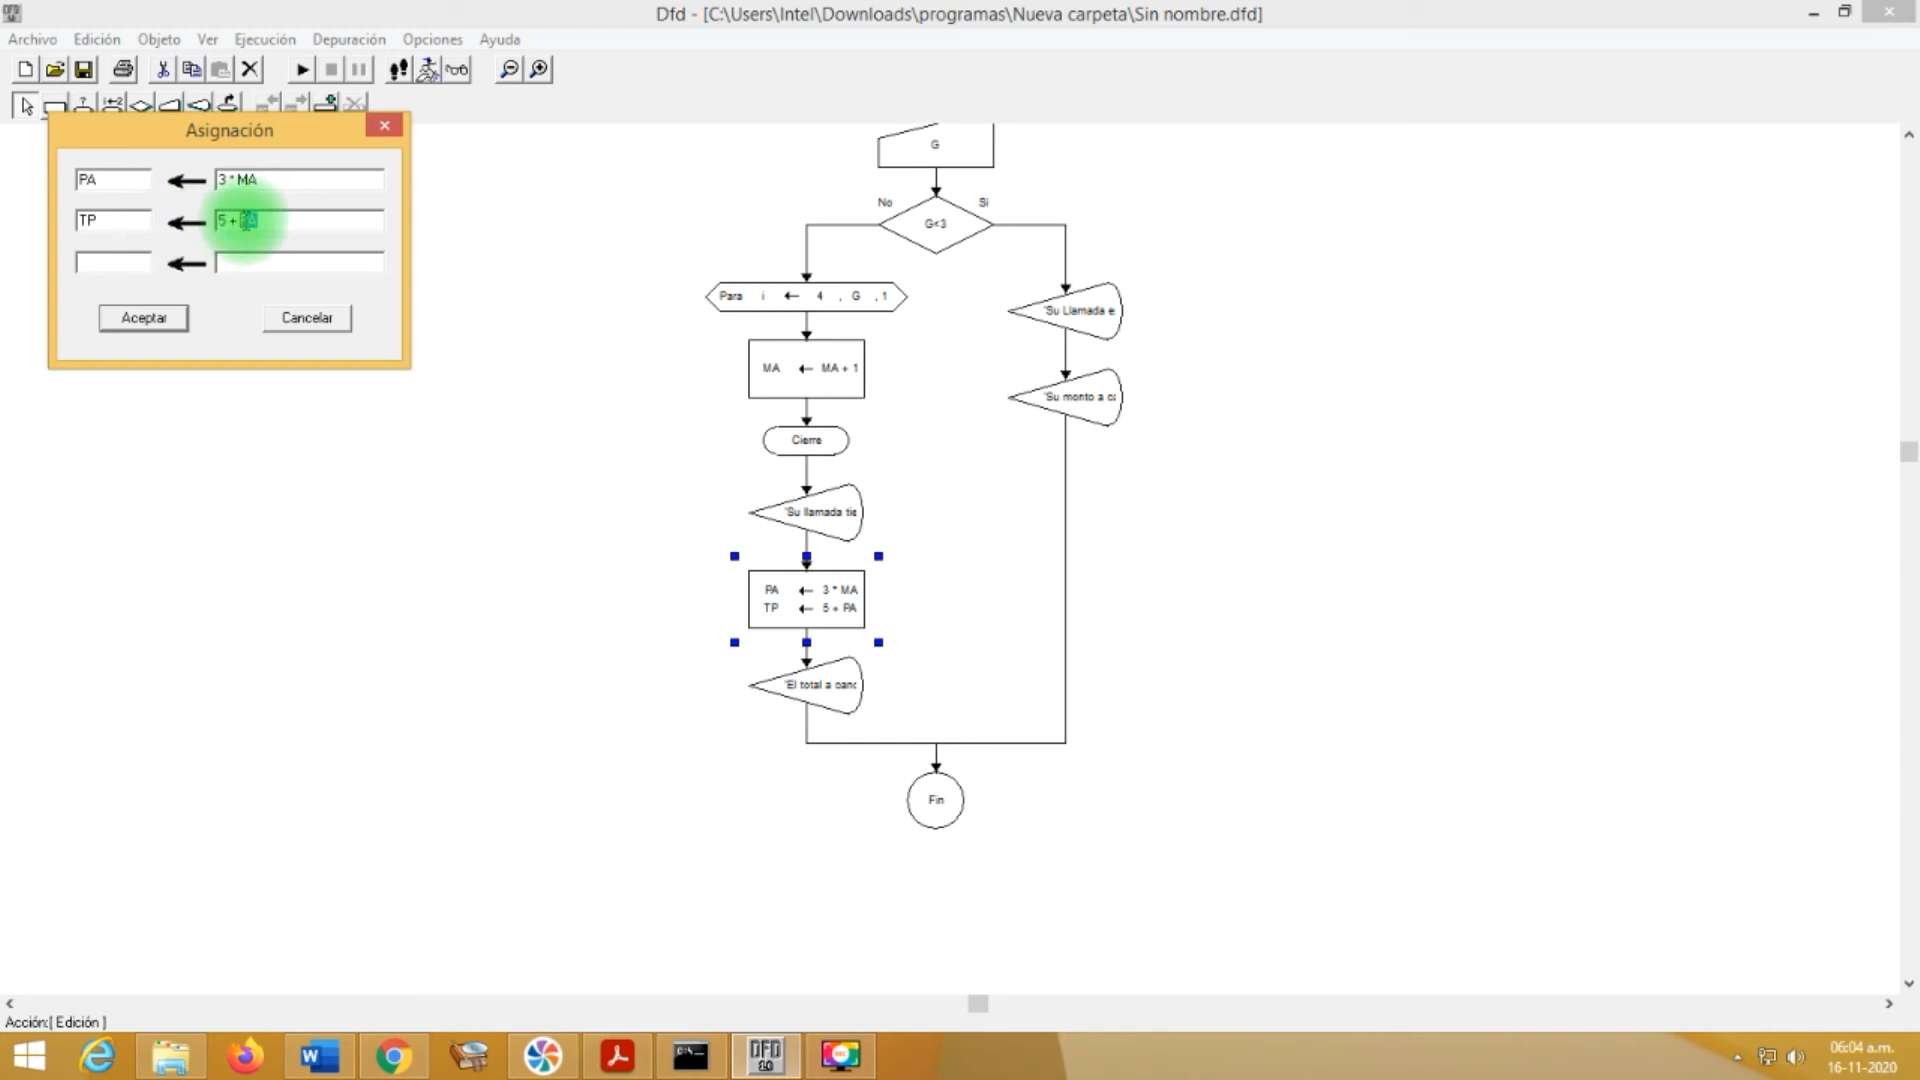 Dfd - [C:\Users\Intel\Downloads\programas\Nueva carpeta\Sin nombre.dfd]
Archivo Edición Objeto Ver Ejecución Depuración Opciones Ayuda
Asignación
PA 3 * MA
TP 5 + PA
Aceptar Cancelar
G
No Si
G<3
Para i ← 4 , G , 1
'Su Llamada e
MA ← MA + 1
'Su monto a ca
Cierre
'Su llamada tie
PA ← 3 * MA
TP ← 5 + PA
'El total a canc
Fin
Acción:[ Edición ]
DFD
06:04 a.m.
16-11-2020